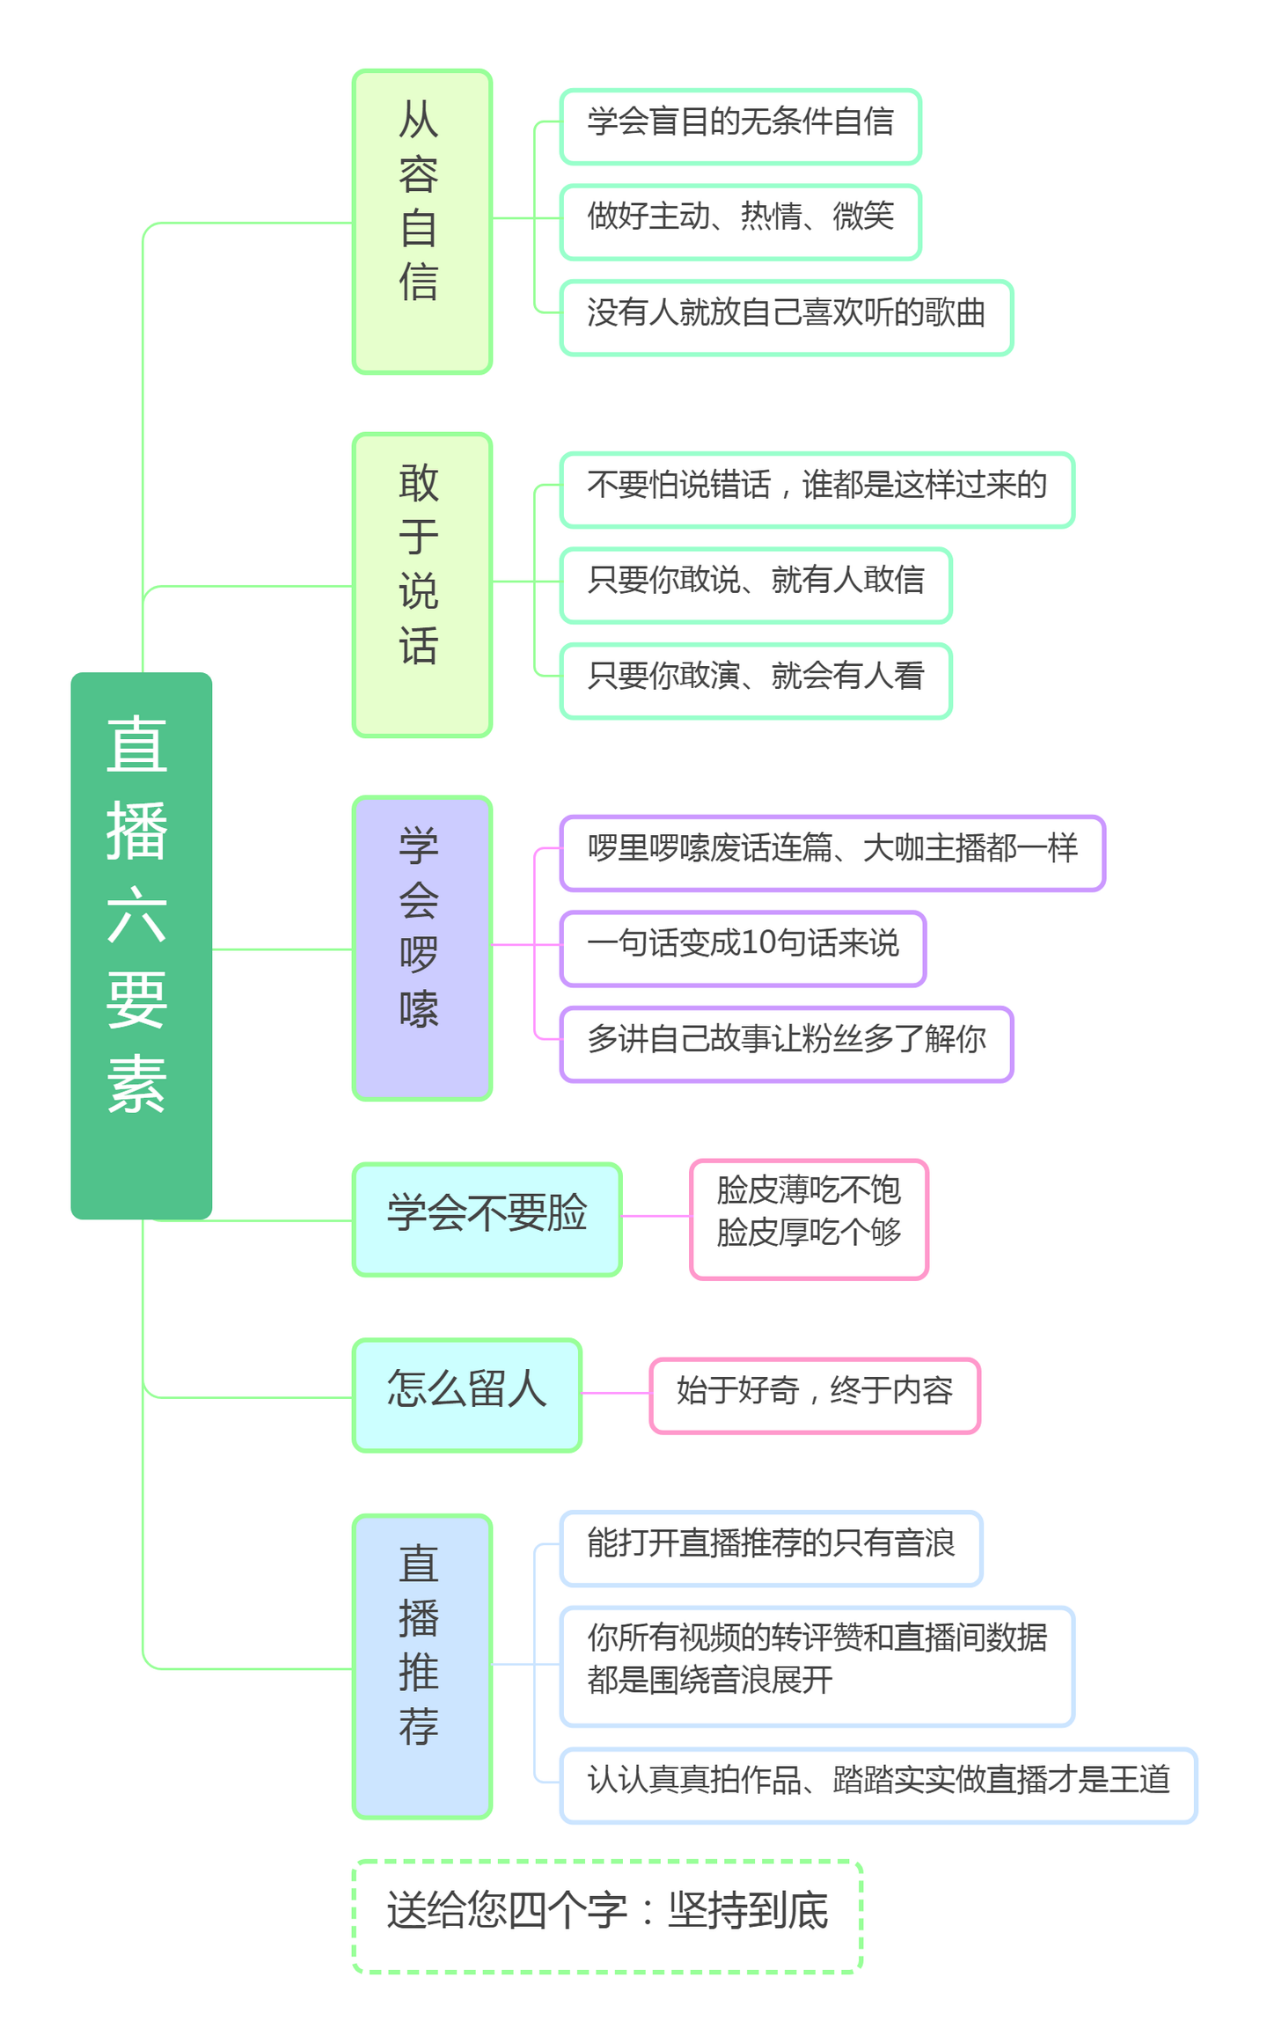 直播六要素
从容自信
学会盲目的无条件自信
做好主动、热情、微笑
没有人就放自己喜欢听的歌曲
敢于说话
不要怕说错话，谁都是这样过来的
只要你敢说、就有人敢信
只要你敢演、就会有人看
学会啰嗦
啰里啰嗦废话连篇、大咖主播都一样
一句话变成10句话来说
多讲自己故事让粉丝多了解你
学会不要脸
脸皮薄吃不饱
脸皮厚吃个够
怎么留人
始于好奇，终于内容
直播推荐
能打开直播推荐的只有音浪
你所有视频的转评赞和直播间数据
都是围绕音浪展开
认认真真拍作品、踏踏实实做直播才是王道
送给您四个字：坚持到底